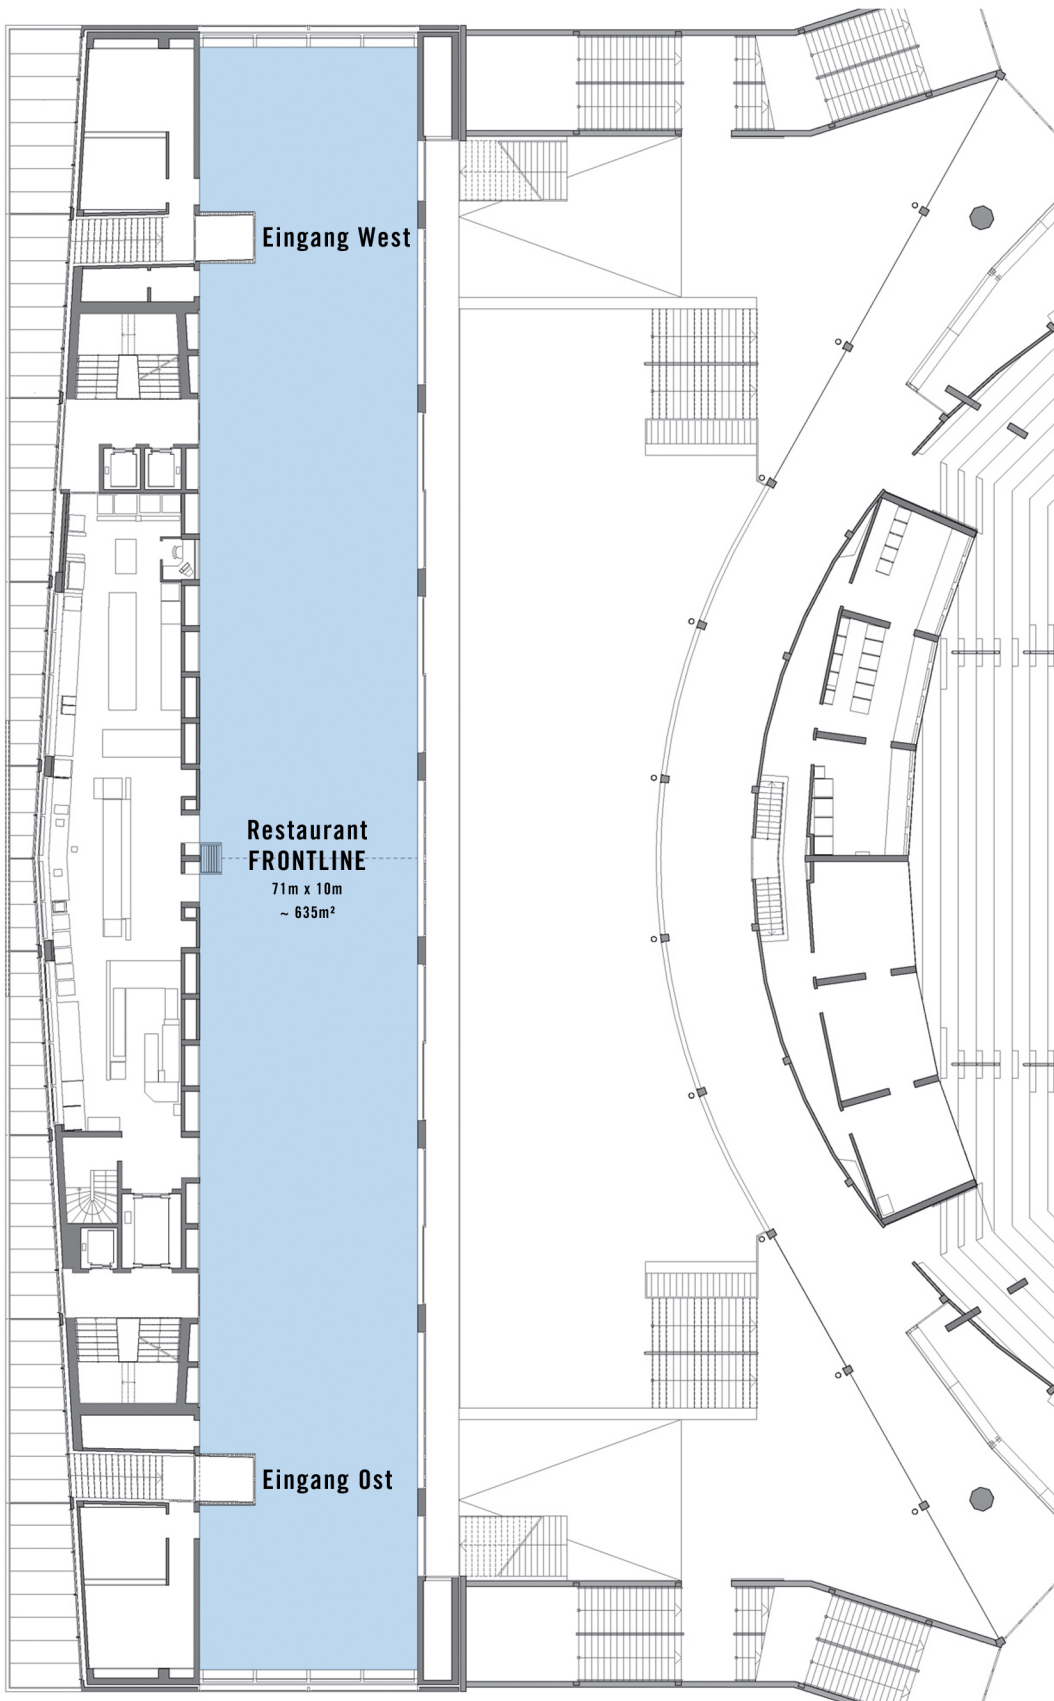 Eingang West
Restaurant
FRONTLINE
71m x 10m
~ 635m²
Eingang Ost